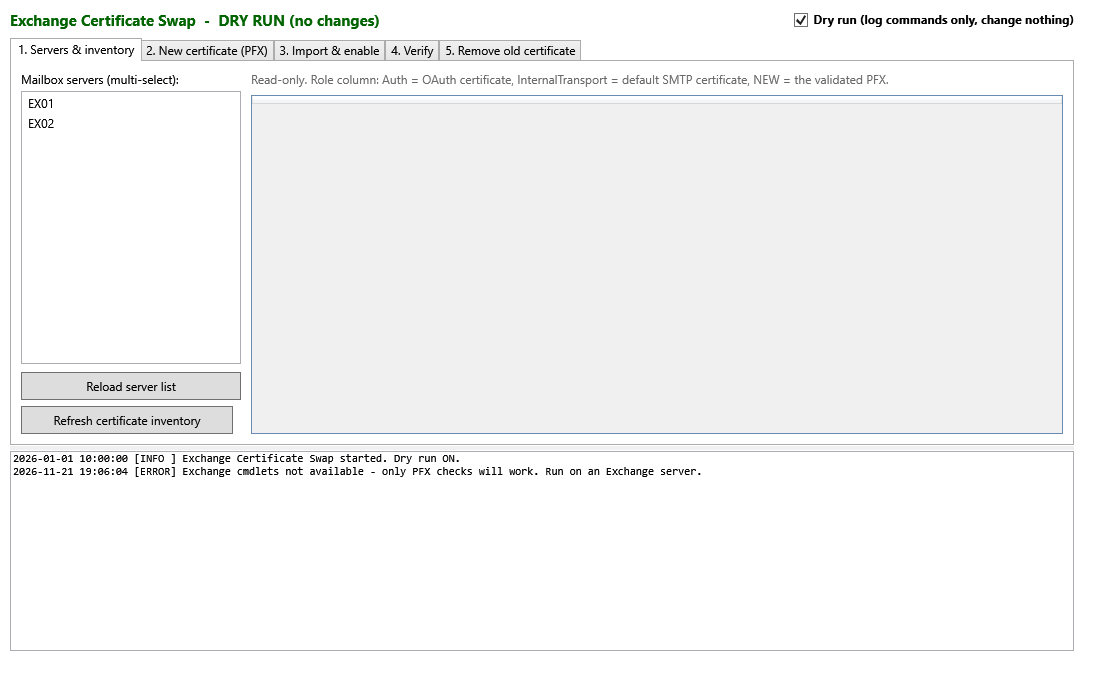 Exchange Certificate Swap - DRY RUN (no changes)
Dry run (log commands only, change nothing)
1. Servers & inventory
2. New certificate (PFX)
3. Import & enable
4. Verify
5. Remove old certificate
Mailbox servers (multi-select):
Read-only. Role column: Auth = OAuth certificate, InternalTransport = default SMTP certificate, NEW = the validated PFX.
EX01
EX02
Reload server list
Refresh certificate inventory
2026-01-01 10:00:00 [INFO ] Exchange Certificate Swap started. Dry run ON.
2026-11-21 19:06:04 [ERROR] Exchange cmdlets not available - only PFX checks will work. Run on an Exchange server.